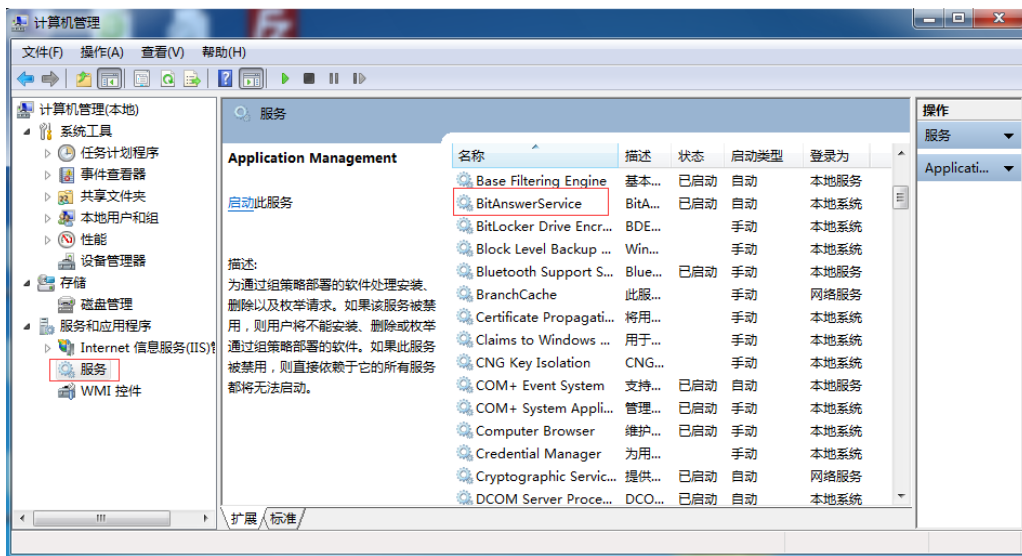 计算机管理
文件(F) 操作(A) 查看(V) 帮助(H)
计算机管理(本地)
系统工具
任务计划程序
事件查看器
共享文件夹
本地用户和组
性能
设备管理器
存储
磁盘管理
服务和应用程序
Internet 信息服务(IIS)管
服务
WMI 控件
服务
Application Management
启动此服务
描述:
为通过组策略部署的软件处理安装、
删除以及枚举请求。如果该服务被禁
用，则用户将不能安装、删除或枚举
通过组策略部署的软件。如果此服务
被禁用，则直接依赖于它的所有服务
都将无法启动。
名称 描述 状态 启动类型 登录为
Base Filtering Engine 基本... 已启动 自动 本地服务
BitAnswerService BitA... 已启动 自动 本地系统
BitLocker Drive Encr... BDE... 手动 本地系统
Block Level Backup ... Win... 手动 本地系统
Bluetooth Support S... Blue... 已启动 手动 本地服务
BranchCache 此服... 手动 网络服务
Certificate Propagati... 将用... 手动 本地系统
Claims to Windows ... 用于... 手动 本地系统
CNG Key Isolation CNG... 手动 本地系统
COM+ Event System 支持... 已启动 自动 本地服务
COM+ System Appli... 管理... 已启动 手动 本地系统
Computer Browser 维护... 已启动 手动 本地系统
Credential Manager 为用... 手动 本地系统
Cryptographic Servic... 提供... 已启动 自动 网络服务
DCOM Server Proce... DCO... 已启动 自动 本地系统
扩展 标准
操作
服务
Applicati...